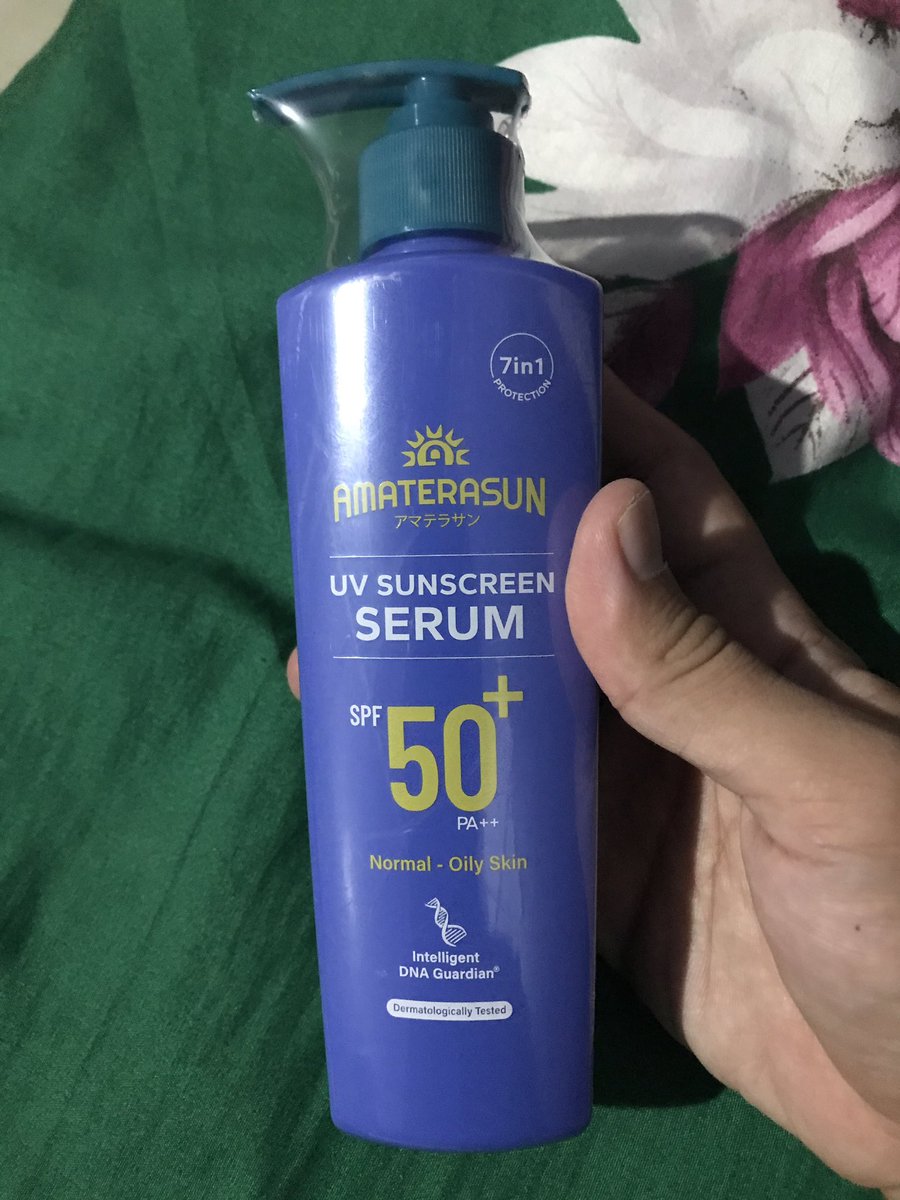 7in1
PROTECTION
AMATERASUN
アマテラサン
UV SUNSCREEN
SERUM
SPF 50+
PA++
Normal - Oily Skin
Intelligent
DNA Guardian®
Dermatologically Tested